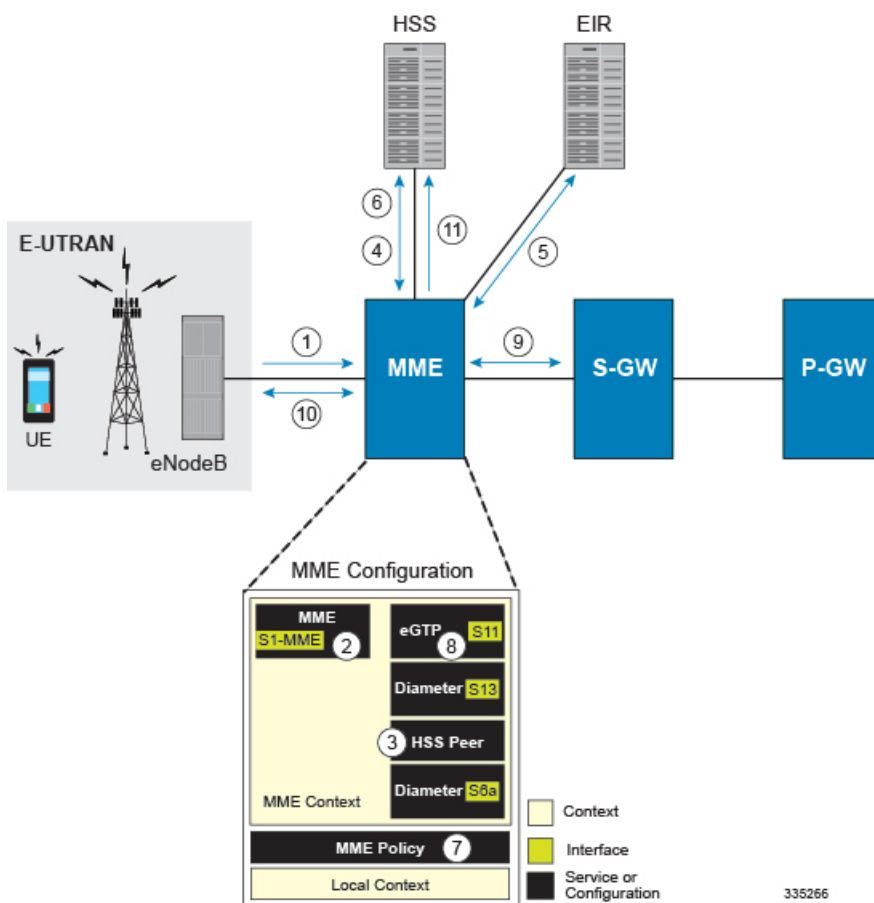 HSS
EIR
6
11
4
5
E-UTRAN
1
9
MME
S-GW
P-GW
10
UE
eNodeB
MME Configuration
MME
S1-MME
2
eGTP
S11
8
Diameter
S13
3
HSS Peer
Diameter
S6a
MME Context
MME Policy
7
Local Context
Context
Interface
Service or
Configuration
335266